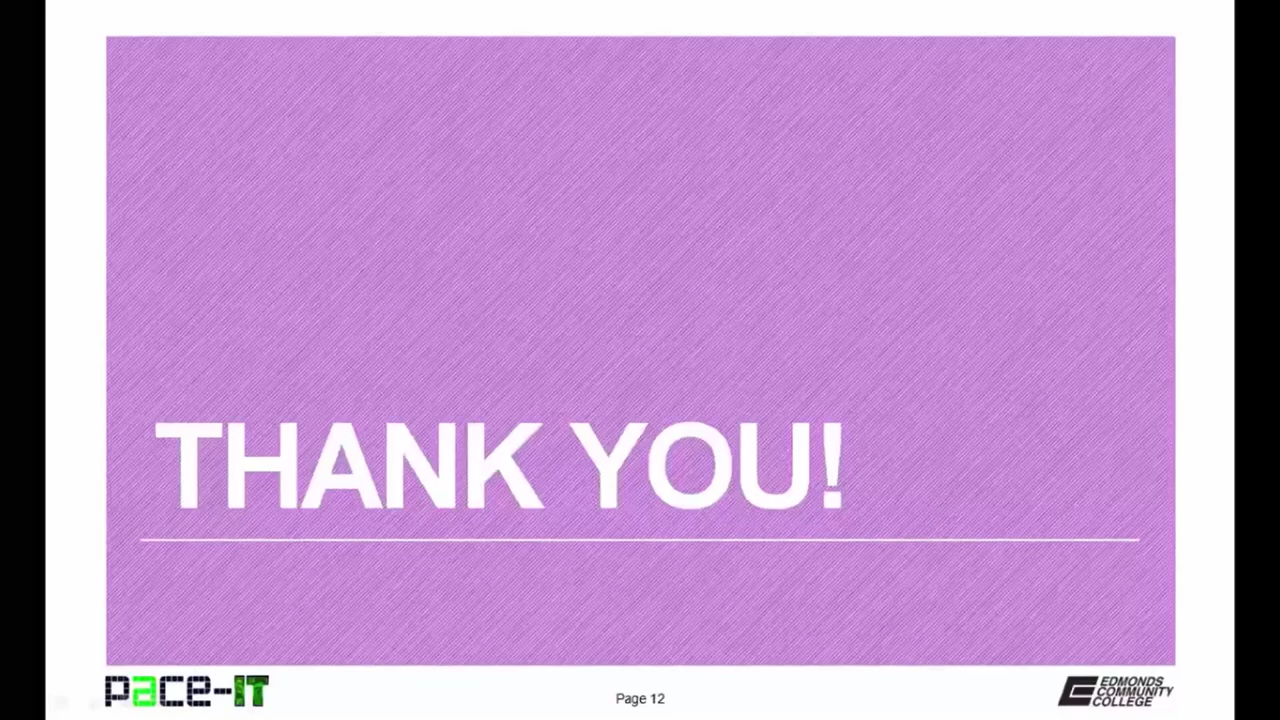 THANK YOU!
pace-IT
Page 12
EDMONDS
COMMUNITY
COLLEGE